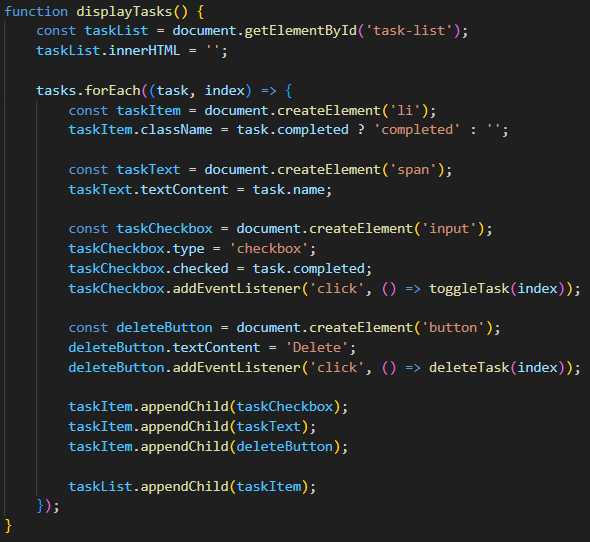 function displayTasks() {
    const taskList = document.getElementById('task-list');
    taskList.innerHTML = '';

    tasks.forEach((task, index) => {
        const taskItem = document.createElement('li');
        taskItem.className = task.completed ? 'completed' : '';

        const taskText = document.createElement('span');
        taskText.textContent = task.name;

        const taskCheckbox = document.createElement('input');
        taskCheckbox.type = 'checkbox';
        taskCheckbox.checked = task.completed;
        taskCheckbox.addEventListener('click', () => toggleTask(index));

        const deleteButton = document.createElement('button');
        deleteButton.textContent = 'Delete';
        deleteButton.addEventListener('click', () => deleteTask(index));

        taskItem.appendChild(taskCheckbox);
        taskItem.appendChild(taskText);
        taskItem.appendChild(deleteButton);

        taskList.appendChild(taskItem);
    });
}